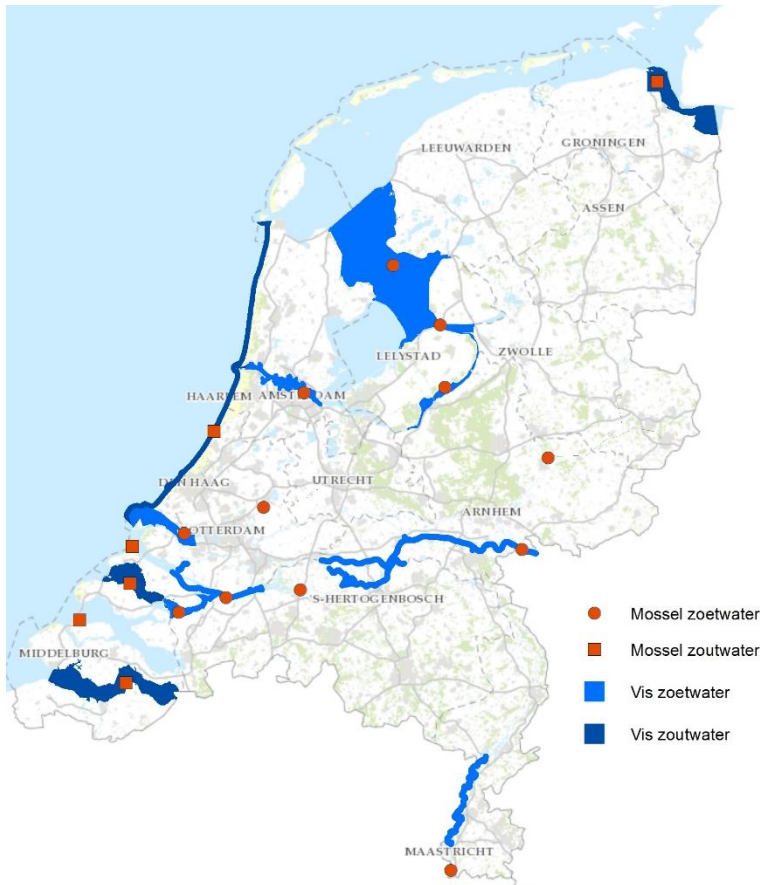 LEEUWARDEN
GRONINGEN
ASSEN
LELYSTAD
ZWOLLE
HAARLEM
AMSTERDAM
DEN HAAG
UTRECHT
ARNHEM
ROTTERDAM
'S-HERTOGENBOSCH
MIDDELBURG
MAASTRICHT
Mossel zoetwater
Mossel zoutwater
Vis zoetwater
Vis zoutwater